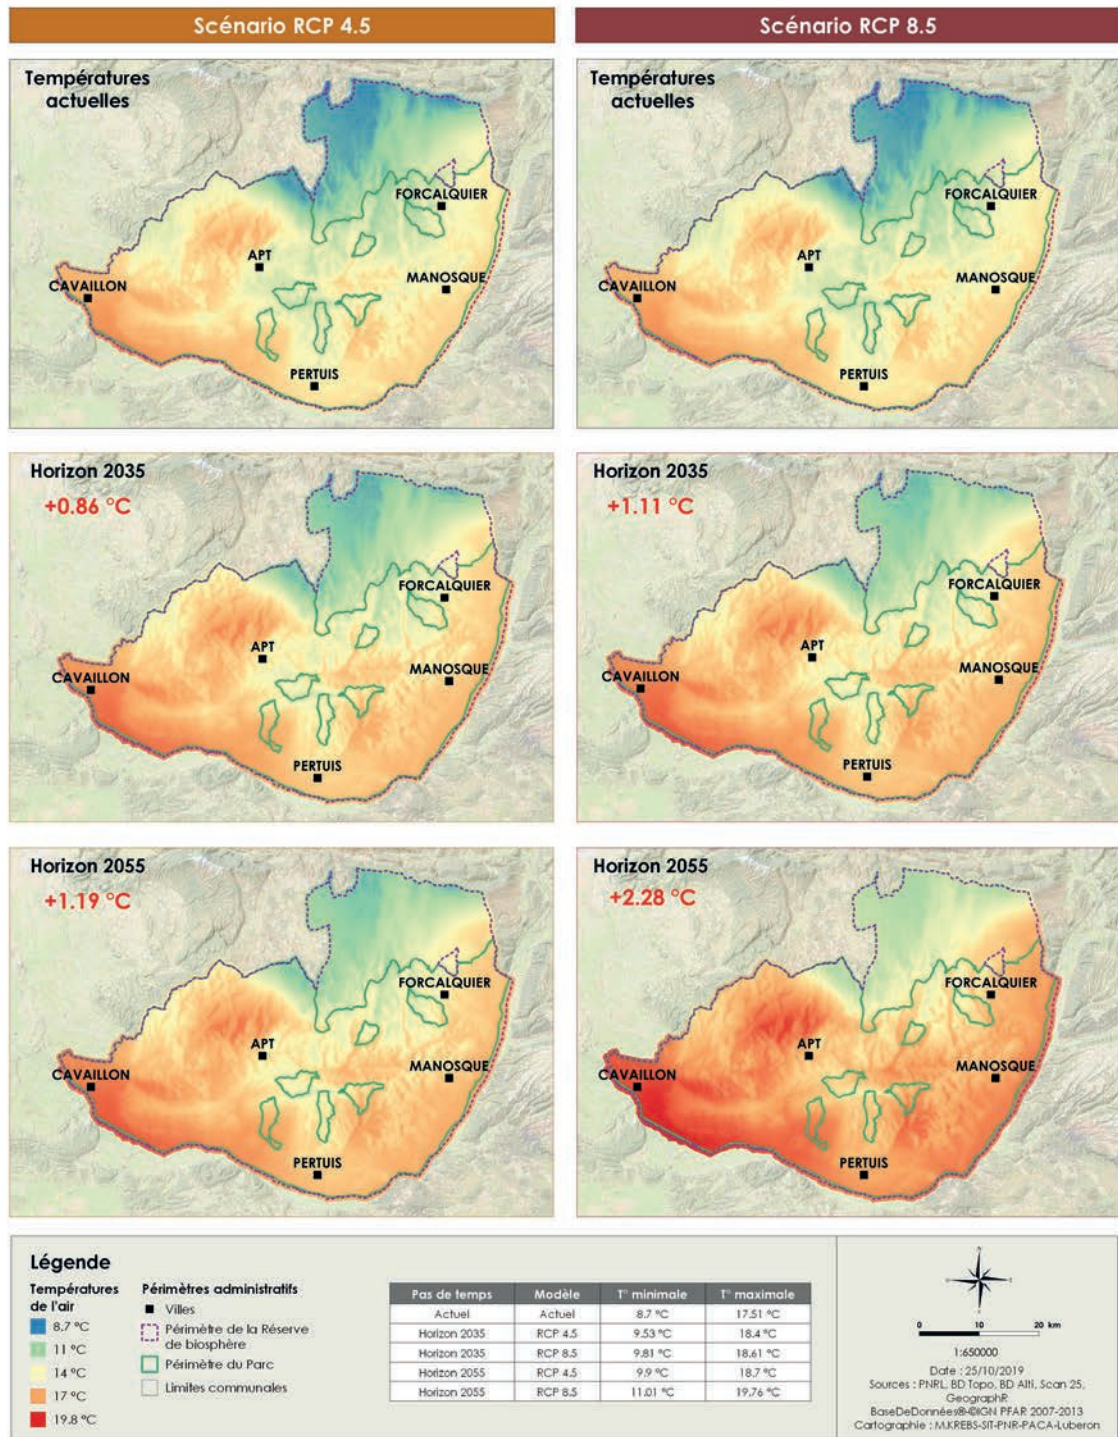 Scénario RCP 4.5
Scénario RCP 8.5
Températures
actuelles
FORCALQUIER
APT
MANOSQUE
CAVAILLON
PERTUIS
Températures
actuelles
FORCALQUIER
APT
MANOSQUE
CAVAILLON
PERTUIS
Horizon 2035
+0.86 °C
FORCALQUIER
APT
MANOSQUE
CAVAILLON
PERTUIS
Horizon 2035
+1.11 °C
FORCALQUIER
APT
MANOSQUE
CAVAILLON
PERTUIS
Horizon 2055
+1.19 °C
FORCALQUIER
APT
MANOSQUE
CAVAILLON
PERTUIS
Horizon 2055
+2.28 °C
FORCALQUIER
APT
MANOSQUE
CAVAILLON
PERTUIS
Légende
Températures
de l'air
8.7 °C
11 °C
14 °C
17 °C
19.8 °C
Périmètres administratifs
Villes
Périmètre de la Réserve
de biosphère
Périmètre du Parc
Limites communales
Pas de temps Modèle T° minimale T° maximale
Actuel Actuel 8.7 °C 17.51 °C
Horizon 2035 RCP 4.5 9.53 °C 18.4 °C
Horizon 2035 RCP 8.5 9.81 °C 18.61 °C
Horizon 2055 RCP 4.5 9.9 °C 18.7 °C
Horizon 2055 RCP 8.5 11.01 °C 19.76 °C
0 10 20 km
1:650000
Date : 25/10/2019
Sources : PNRL, BD Topo, BD Alti, Scan 25,
GeographR
BaseDeDonnées®-©IGN PFAR 2007-2013
Cartographie : M.KREBS-SIT-PNR-PACA-Luberon